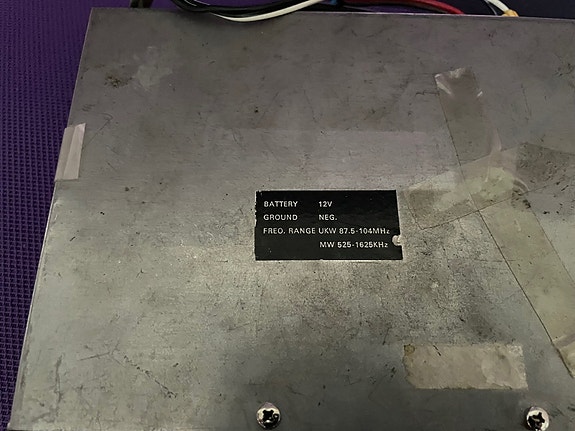 BATTERY 12V
GROUND NEG.
FREQ. RANGE UKW 87.5-104MHz
MW 525-1625KHz